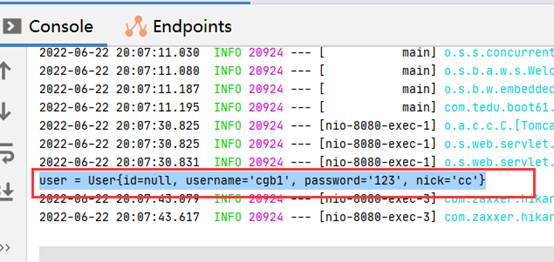 Console Endpoints
2022-06-22 20:07:11.030 INFO 20924 --- [ main] o.s.s.concurrent
2022-06-22 20:07:11.080 INFO 20924 --- [ main] o.s.b.a.w.s.Welc
2022-06-22 20:07:11.187 INFO 20924 --- [ main] o.s.b.w.embedded
2022-06-22 20:07:11.195 INFO 20924 --- [ main] com.tedu.boot61.
2022-06-22 20:07:30.825 INFO 20924 --- [nio-8080-exec-1] o.a.c.c.C.[Tomca
2022-06-22 20:07:30.825 INFO 20924 --- [nio-8080-exec-1] o.s.web.servlet.
2022-06-22 20:07:30.831 INFO 20924 --- [nio-8080-exec-1] o.s.web.servlet.
user = User{id=null, username='cgb1', password='123', nick='cc'}
2022-06-22 20:07:43.079 INFO 20924 --- [nio-8080-exec-3] com.zaxxer.hikar
2022-06-22 20:07:43.617 INFO 20924 --- [nio-8080-exec-3] com.zaxxer.hikar